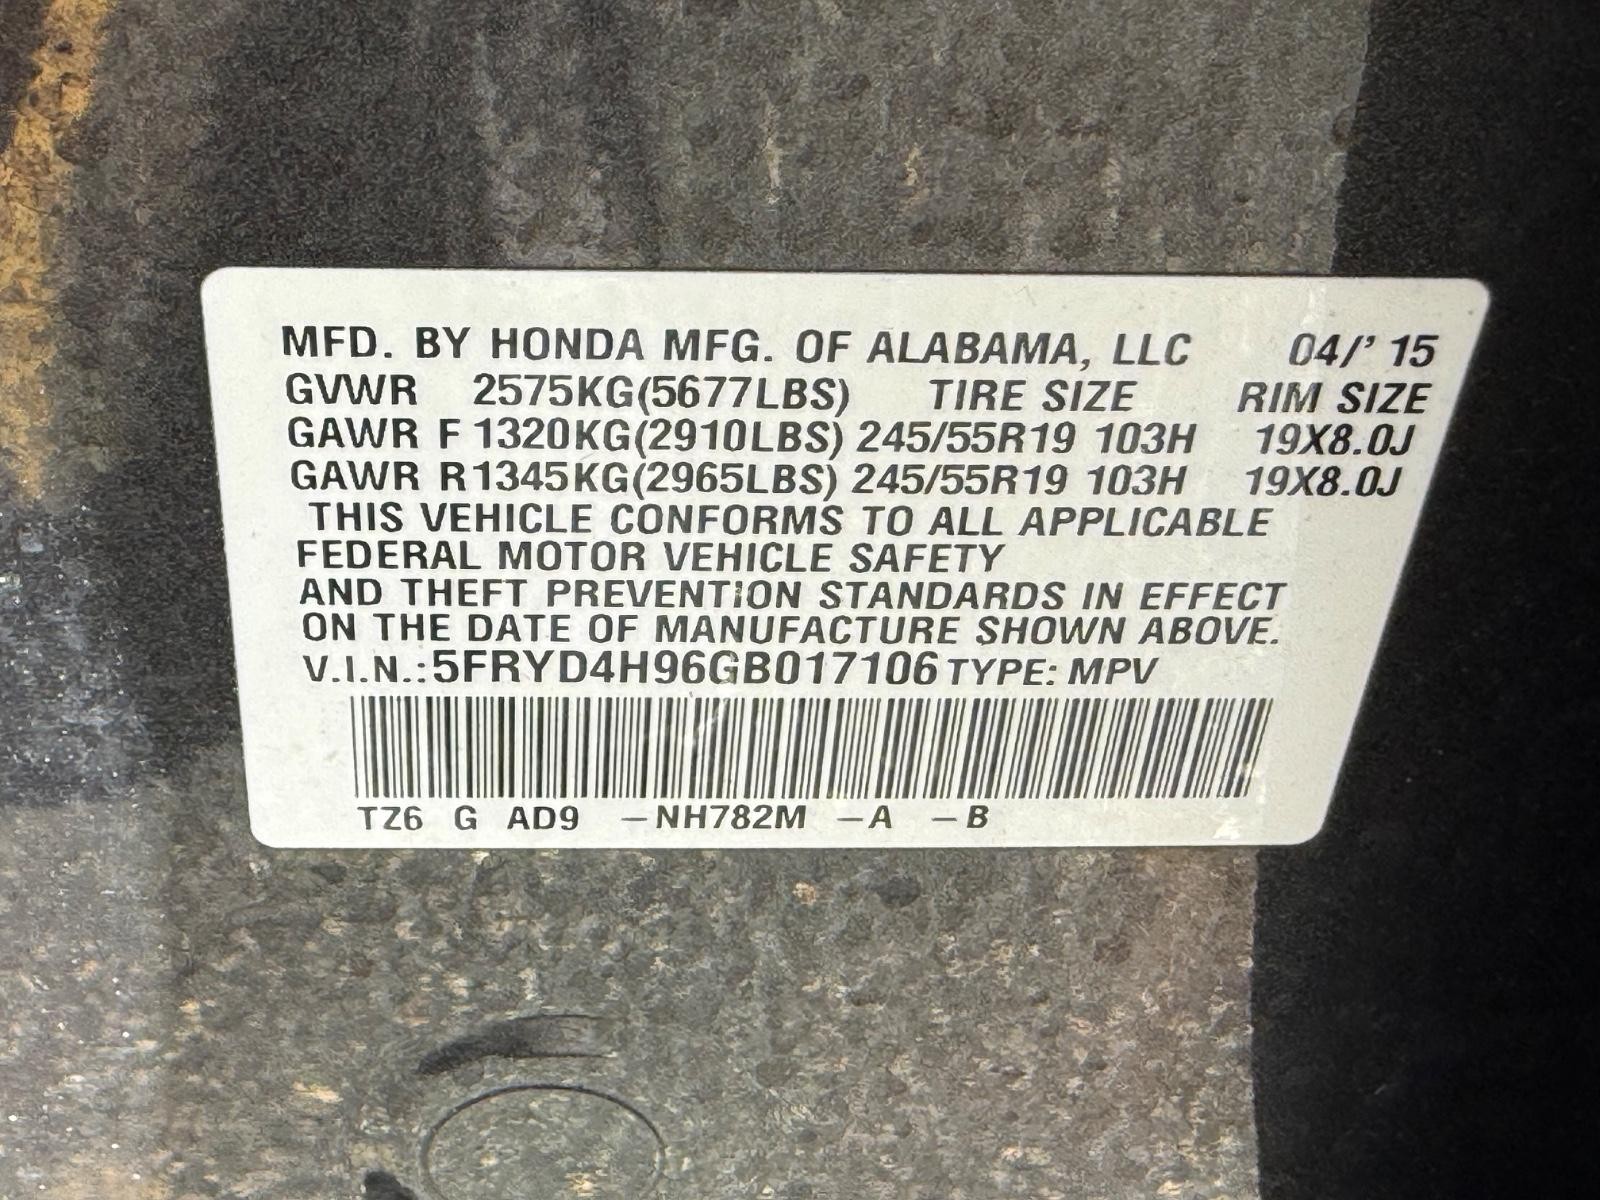 MFD. BY HONDA MFG. OF ALABAMA, LLC 04/' 15
GVWR 2575KG(5677LBS) TIRE SIZE RIM SIZE
GAWR F 1320KG(2910LBS) 245/55R19 103H 19X8.0J
GAWR R 1345KG(2965LBS) 245/55R19 103H 19X8.0J
THIS VEHICLE CONFORMS TO ALL APPLICABLE
FEDERAL MOTOR VEHICLE SAFETY
AND THEFT PREVENTION STANDARDS IN EFFECT
ON THE DATE OF MANUFACTURE SHOWN ABOVE.
V.I.N.: 5FRYD4H96GB017106 TYPE: MPV
TZ6 G AD9 –NH782M –A –B